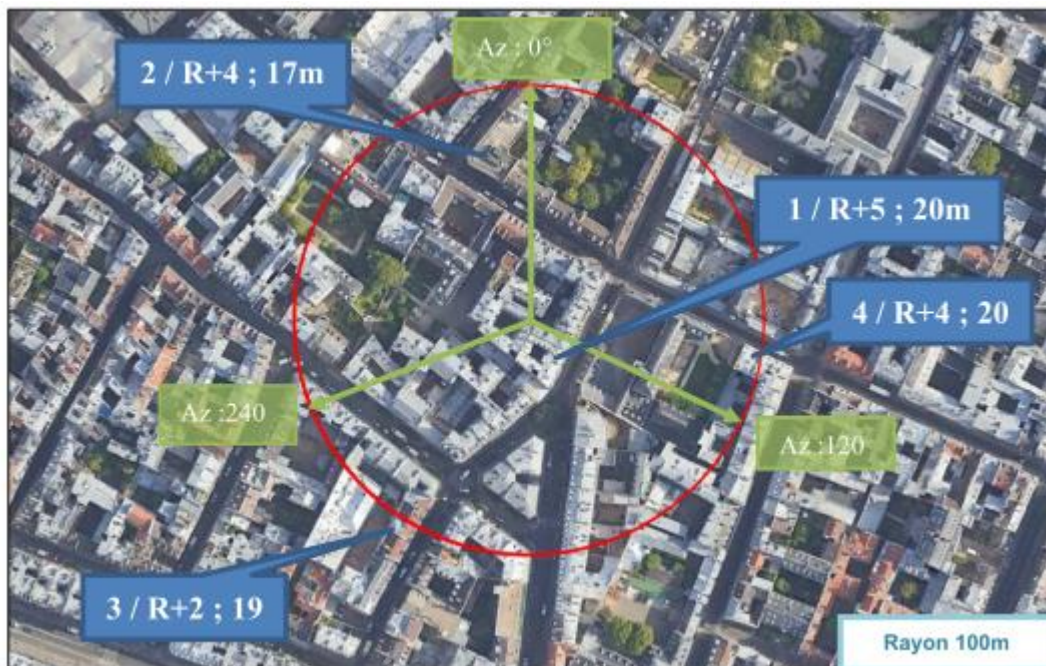 Az : 0°
2 / R+4 ; 17m
1 / R+5 ; 20m
4 / R+4 ; 20
Az :240
Az :120
3 / R+2 ; 19
Rayon 100m